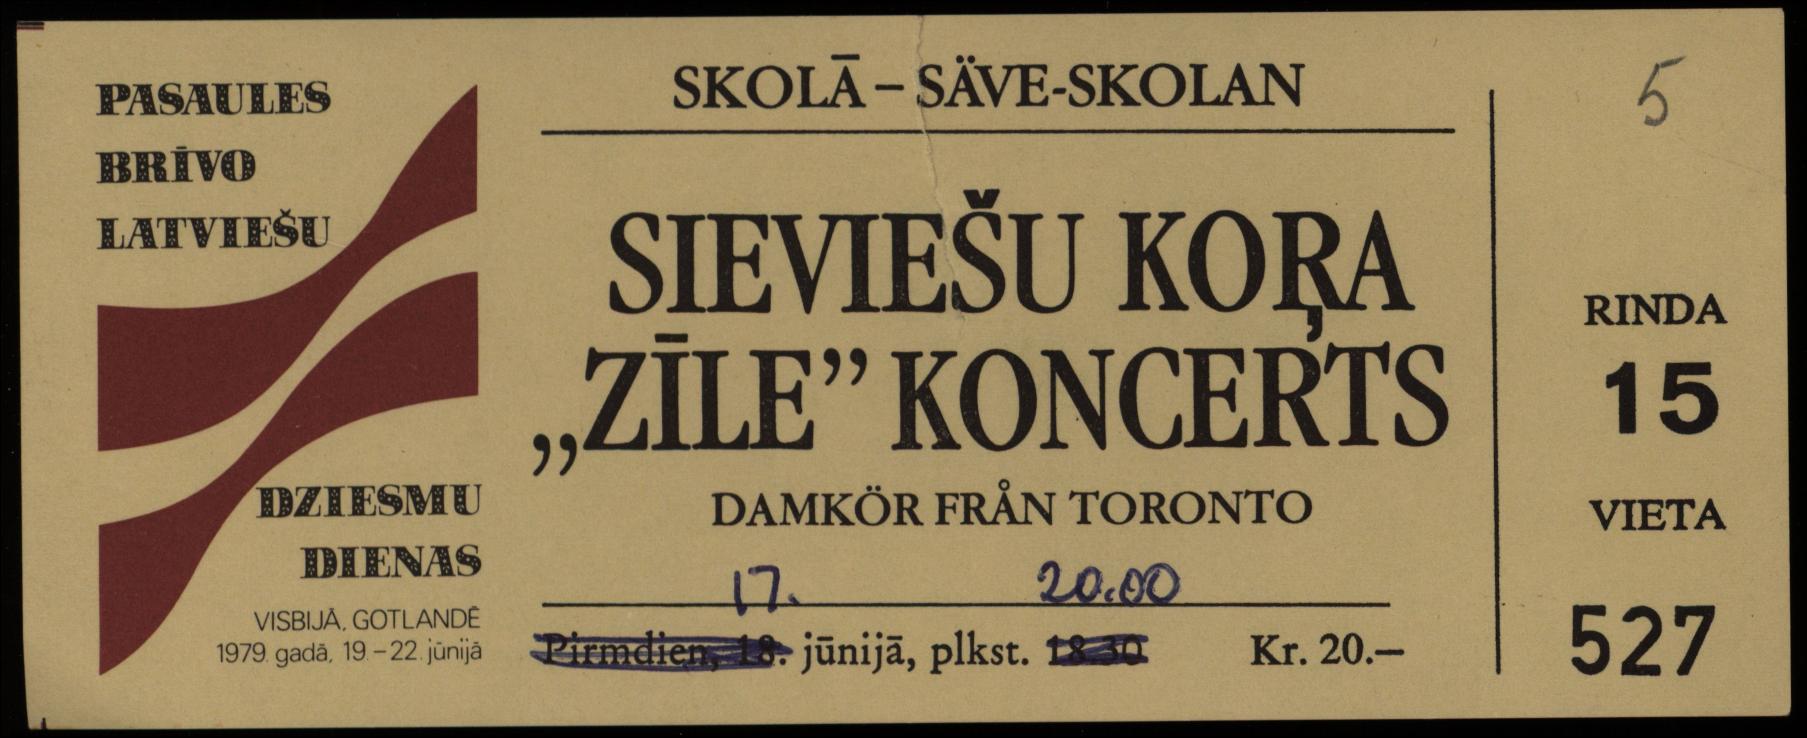 PASAULES
BRĪVO
LATVIEŠU
DZIESMU
DIENAS
VISBIJĀ, GOTLANDĒ
1979. gadā, 19.–22. jūnijā
SKOLĀ – SÄVE-SKOLAN
SIEVIEŠU KOŖA
„ZĪLE” KONCERTS
DAMKÖR FRÅN TORONTO
17. 20.00
Pirmdien, 18. jūnijā, plkst. 18.30 Kr. 20.–
5
RINDA
15
VIETA
527